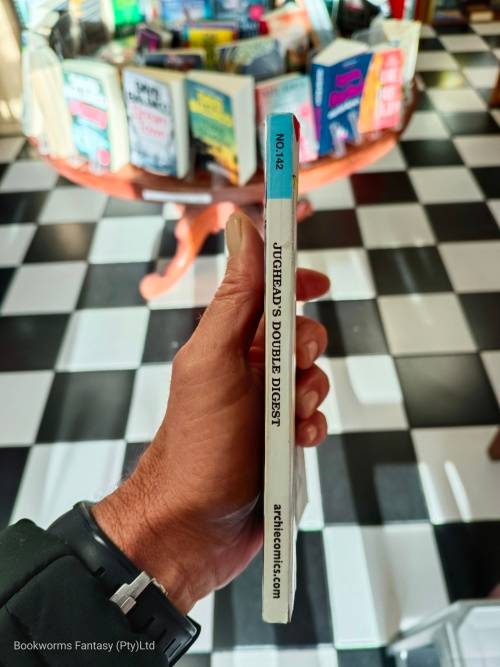 NO.142
JUGHEAD'S DOUBLE DIGEST
archiecomics.com
Bookworms Fantasy (Pty)Ltd